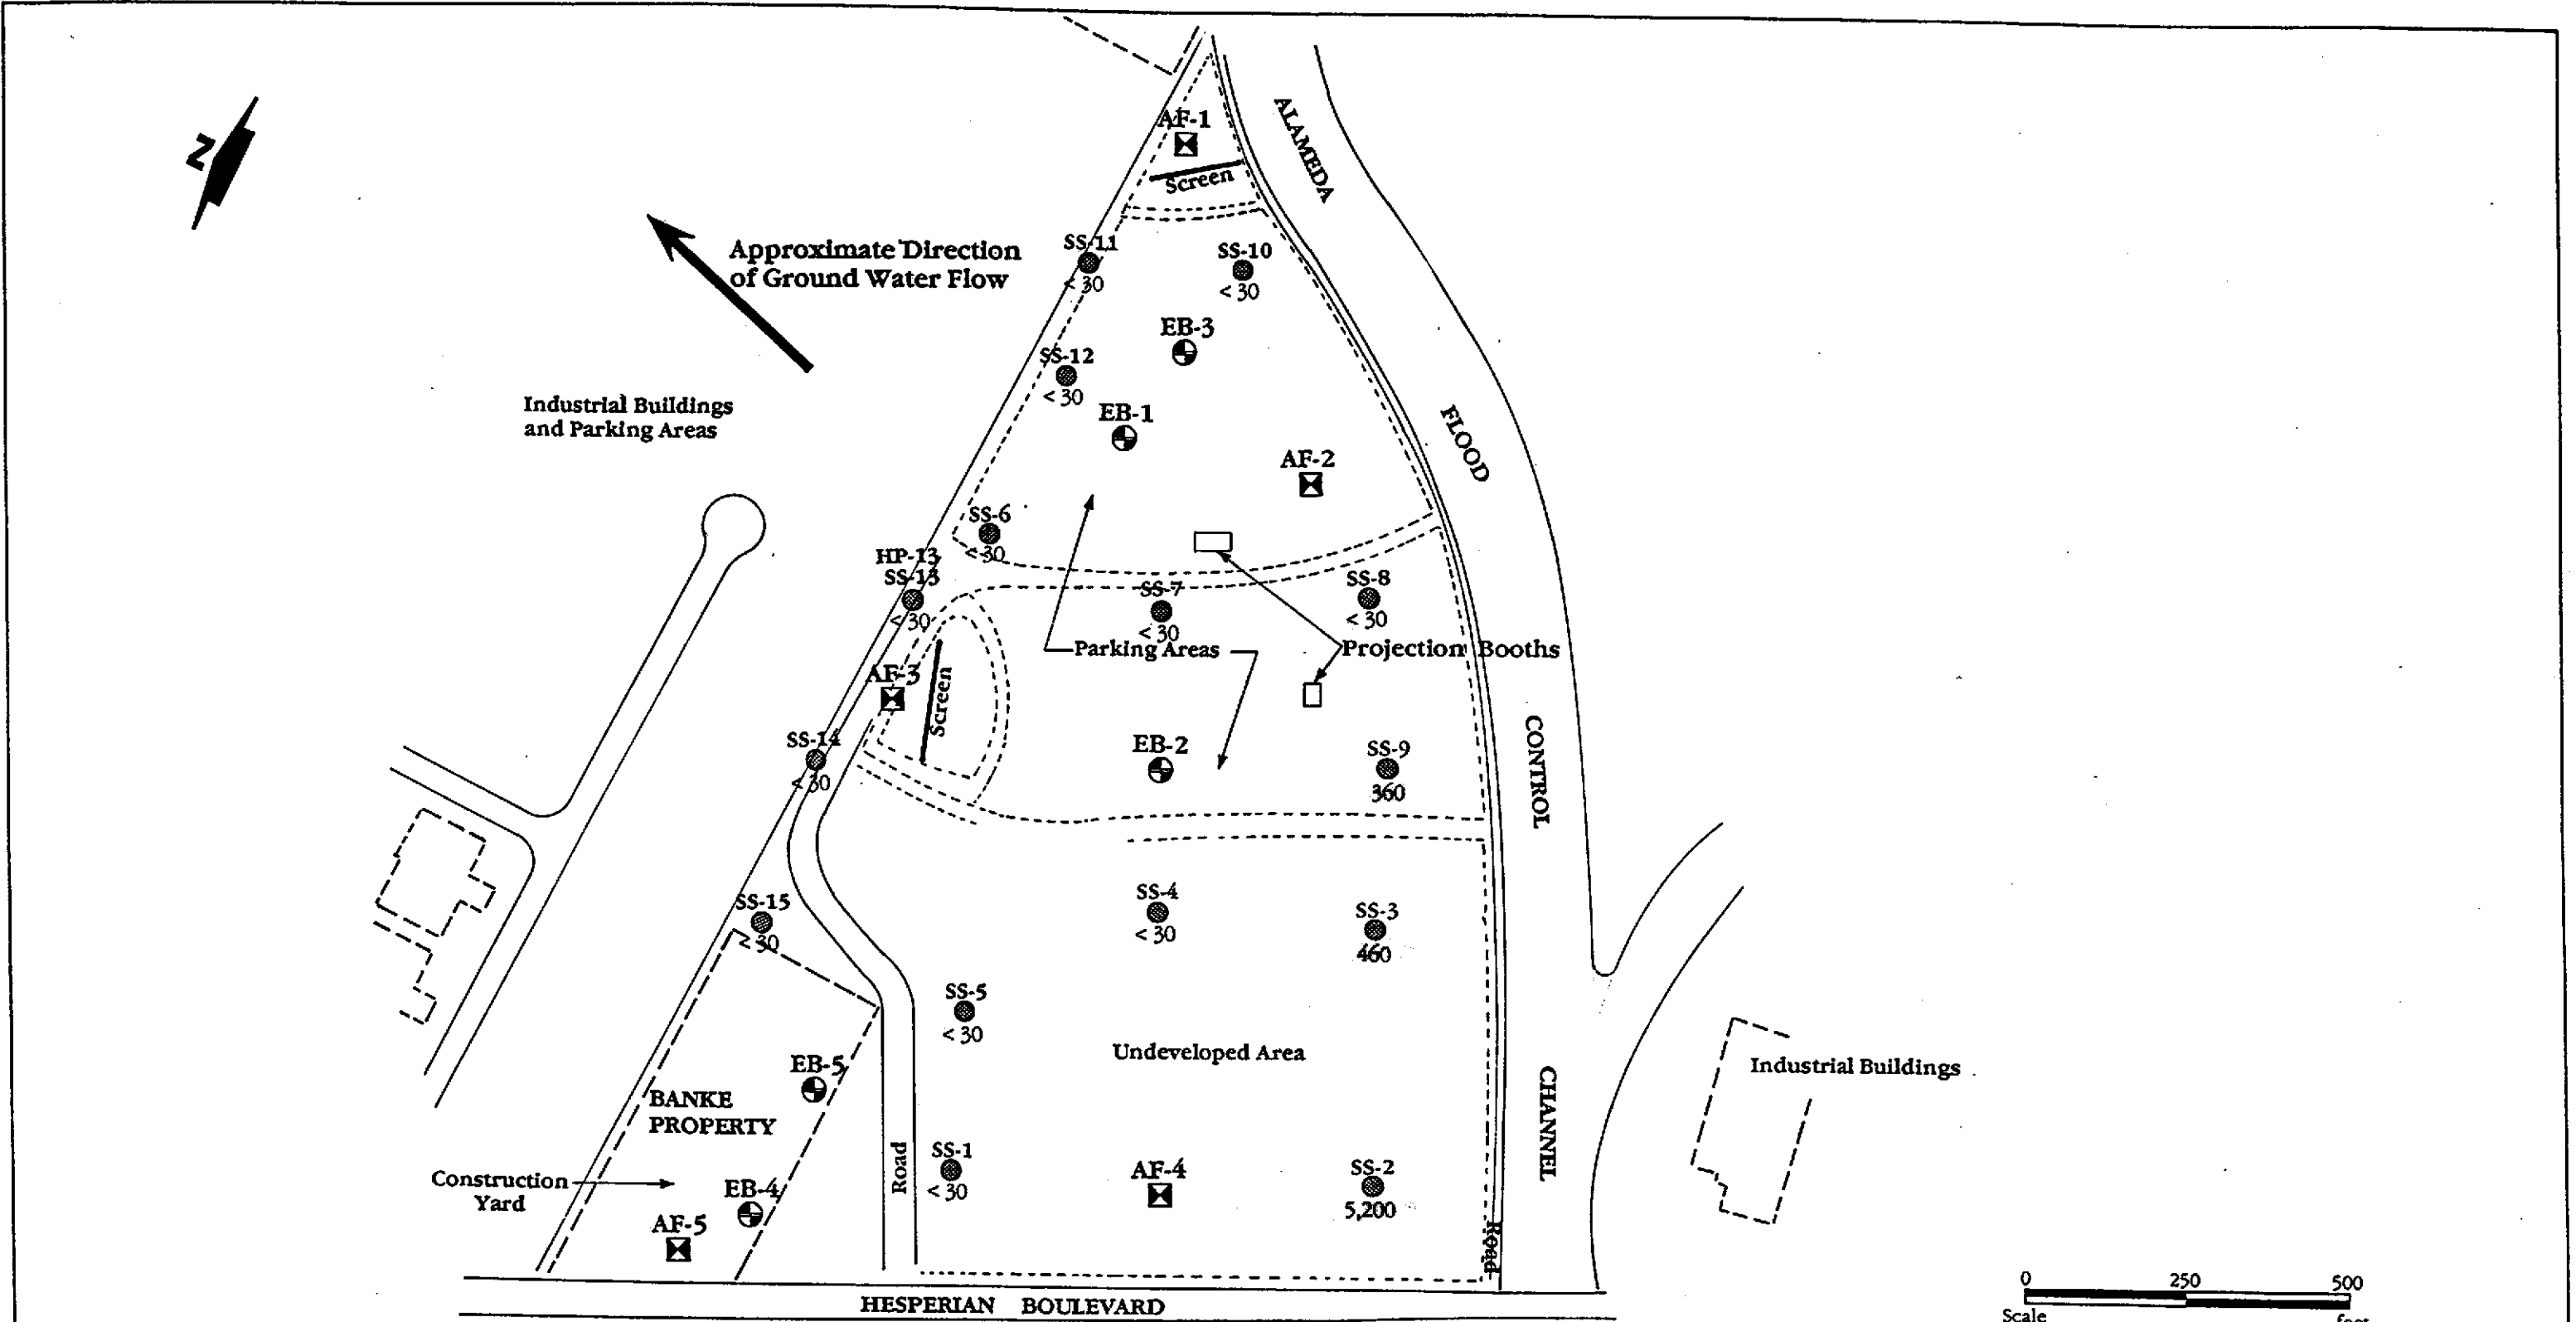 ALAMEDA
AF-1
Screen
N
Approximate Direction
of Ground Water Flow
SS-11
< 30
SS-10
< 30
EB-3
SS-12
< 30
Industrial Buildings
and Parking Areas
EB-1
FLOOD
AF-2
SS-6
< 30
HP-13
SS-13
< 30
SS-7
< 30
SS-8
< 30
Parking Areas
Projection Booths
AF-3
Screen
SS-14
< 30
EB-2
SS-9
360
CONTROL
SS-15
< 30
SS-4
< 30
SS-3
460
SS-5
< 30
Undeveloped Area
Industrial Buildings
EB-5
BANKE
PROPERTY
CHANNEL
Construction
Yard
EB-4
AF-5
Road
SS-1
< 30
AF-4
SS-2
5,200
Road
0 250 500
Scale feet
HESPERIAN BOULEVARD